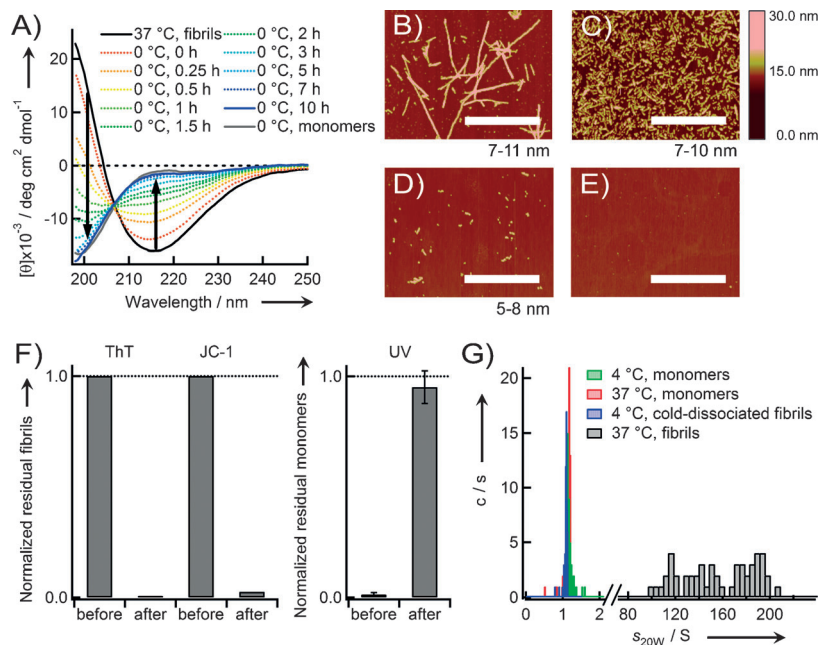 A)
37 °C, fibrils
0 °C, 0 h
0 °C, 0.25 h
0 °C, 0.5 h
0 °C, 1 h
0 °C, 1.5 h
0 °C, 2 h
0 °C, 3 h
0 °C, 5 h
0 °C, 7 h
0 °C, 10 h
0 °C, monomers
20
10
0
-10
[θ]×10⁻³ / deg cm² dmol⁻¹
200 210 220 230 240 250
Wavelength / nm
B)
7-11 nm
C)
7-10 nm
30.0 nm
15.0 nm
0.0 nm
D)
5-8 nm
E)
F)
ThT JC-1
1.0
0.0
Normalized residual fibrils
before after before after
UV
1.0
0.0
Normalized residual monomers
before after
G)
4 °C, monomers
37 °C, monomers
4 °C, cold-dissociated fibrils
37 °C, fibrils
20
15
10
5
0
c / s
0 1 2 80 120 160 200
s20W / S